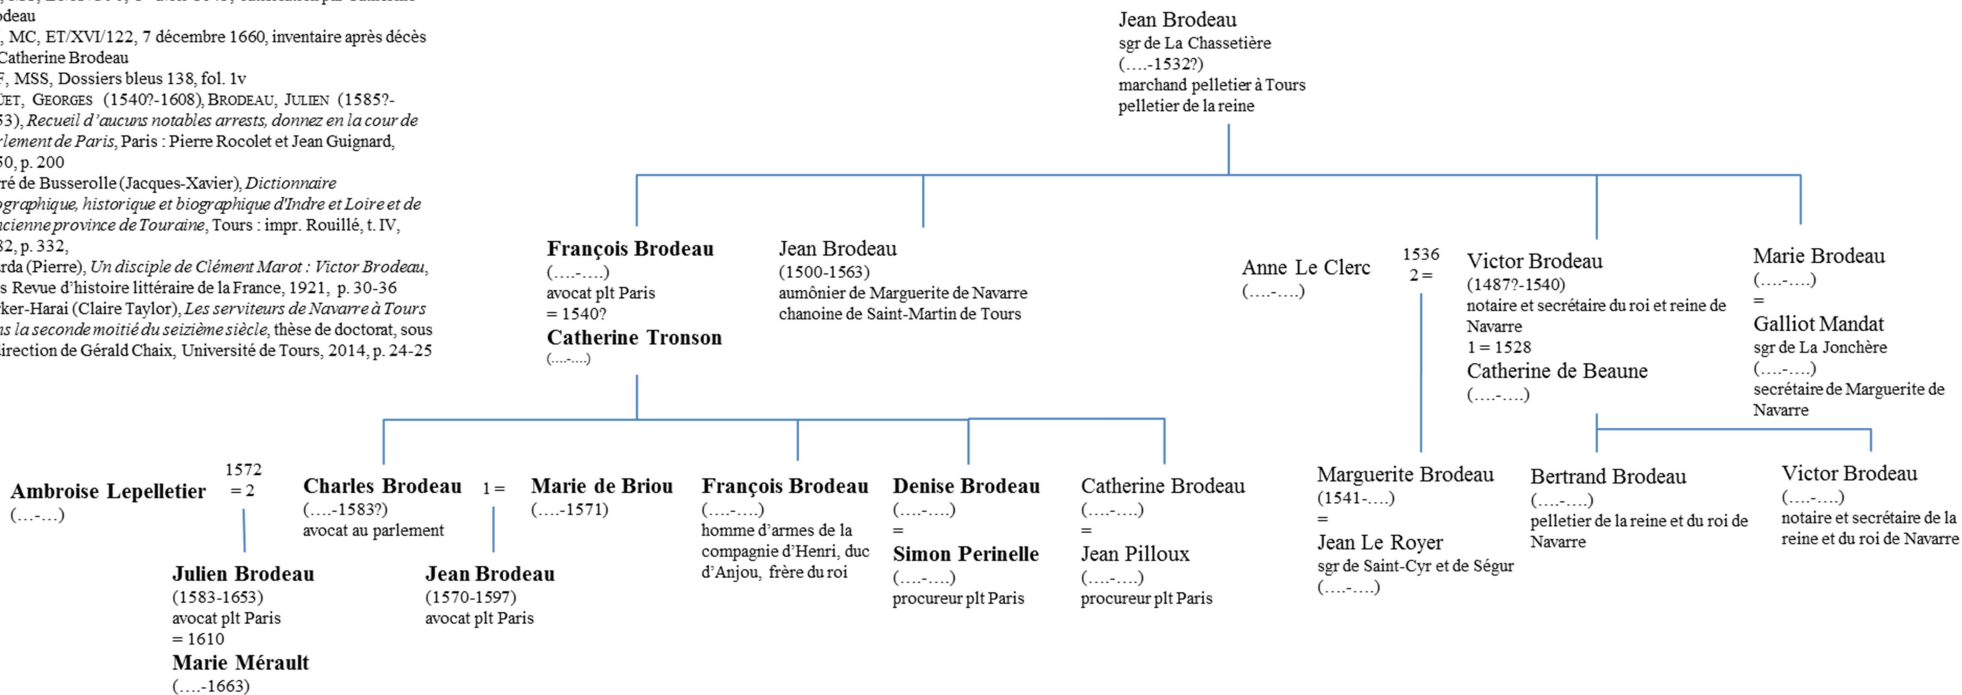 odeau
, MC, ET/XVI/122, 7 décembre 1660, inventaire après décès
Catherine Brodeau
F, MSS, Dossiers bleus 138, fol. 1v
GEORGES (1540?-1608), BRODEAU, JULIEN (1585?-
53), Recueil d'aucuns notables arrests, donnez en la cour de
rlement de Paris, Paris : Pierre Rocolet et Jean Guignard,
50, p. 200
ré de Busserolle (Jacques-Xavier), Dictionnaire
ographique, historique et biographique d'Indre et Loire et de
ncienne province de Touraine, Tours : impr. Rouillé, t. IV,
82, p. 332,
rda (Pierre), Un disciple de Clément Marot : Victor Brodeau,
s Revue d'histoire littéraire de la France, 1921, p. 30-36
rker-Harai (Claire Taylor), Les serviteurs de Navarre à Tours
ns la seconde moitié du seizième siècle, thèse de doctorat, sous
direction de Gérald Chaix, Université de Tours, 2014, p. 24-25
Jean Brodeau
sgr de La Chassetière
(....-1532?)
marchand pelletier à Tours
pelletier de la reine
François Brodeau
(....-....)
avocat plt Paris
= 1540?
Catherine Tronson
(....-....)
Jean Brodeau
(1500-1563)
aumônier de Marguerite de Navarre
chanoine de Saint-Martin de Tours
Anne Le Clerc
(....-....)
1536
2 =
Victor Brodeau
(1487?-1540)
notaire et secrétaire du roi et reine de
Navarre
1 = 1528
Catherine de Beaune
(....-....)
Marie Brodeau
(....-....)
=
Galliot Mandat
sgr de La Jonchère
(....-....)
secrétaire de Marguerite de
Navarre
Ambroise Lepelletier
(...-...)
1572
= 2
Charles Brodeau
(....-1583?)
avocat au parlement
1 =
Marie de Briou
(....-1571)
François Brodeau
(....-....)
homme d'armes de la
compagnie d'Henri, duc
d'Anjou, frère du roi
Denise Brodeau
(....-....)
=
Simon Perinelle
(....-....)
procureur plt Paris
Catherine Brodeau
(....-....)
=
Jean Pilloux
(....-....)
procureur plt Paris
Marguerite Brodeau
(1541-....)
=
Jean Le Royer
sgr de Saint-Cyr et de Ségur
(....-....)
Bertrand Brodeau
(....-....)
pelletier de la reine et du roi de
Navarre
Victor Brodeau
(....-....)
notaire et secrétaire de la
reine et du roi de Navarre
Julien Brodeau
(1583-1653)
avocat plt Paris
= 1610
Marie Mérault
(....-1663)
Jean Brodeau
(1570-1597)
avocat plt Paris